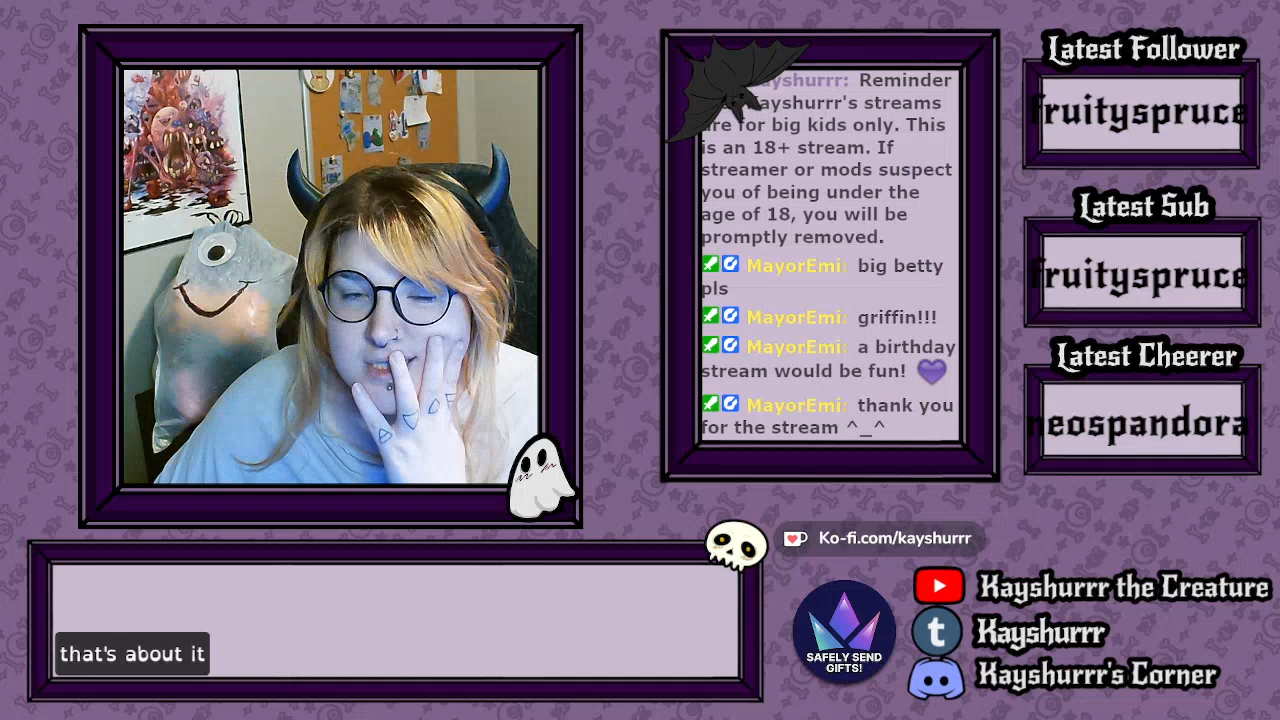 Kayshurrr: Reminder
kayshurrr's streams
are for big kids only. This
is an 18+ stream. If
streamer or mods suspect
you of being under the
age of 18, you will be
promptly removed.
MayorEmi: big betty
pls
MayorEmi: griffin!!!
MayorEmi: a birthday
stream would be fun!
MayorEmi: thank you
for the stream ^_^
Latest Follower
fruityspruce
Latest Sub
fruityspruce
Latest Cheerer
neospandora
that's about it
Ko-fi.com/kayshurrr
SAFELY SEND
GIFTS!
Kayshurrr the Creature
t Kayshurrr
Kayshurrr's Corner